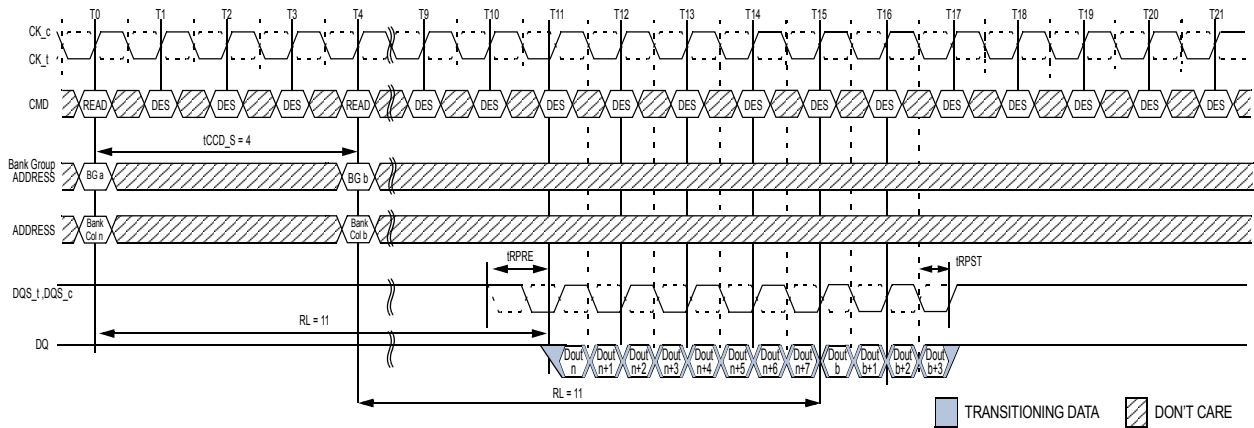 T0 T1 T2 T3 T4 T9 T10 T11 T12 T13 T14 T15 T16 T17 T18 T19 T20 T21
CK_c
CK_t
CMD READ DES DES DES READ DES DES DES DES DES DES DES DES DES DES DES DES DES
tCCD_S = 4
Bank Group
ADDRESS
BG a BG b
ADDRESS
Bank
Col n
Bank
Col b
tRPRE tRPST
DQS_t ,DQS_c
RL = 11
DQ
Dout
n
Dout
n+1
Dout
n+2
Dout
n+3
Dout
n+4
Dout
n+5
Dout
n+6
Dout
n+7
Dout
b
Dout
b+1
Dout
b+2
Dout
b+3
RL = 11
TRANSITIONING DATA DON'T CARE